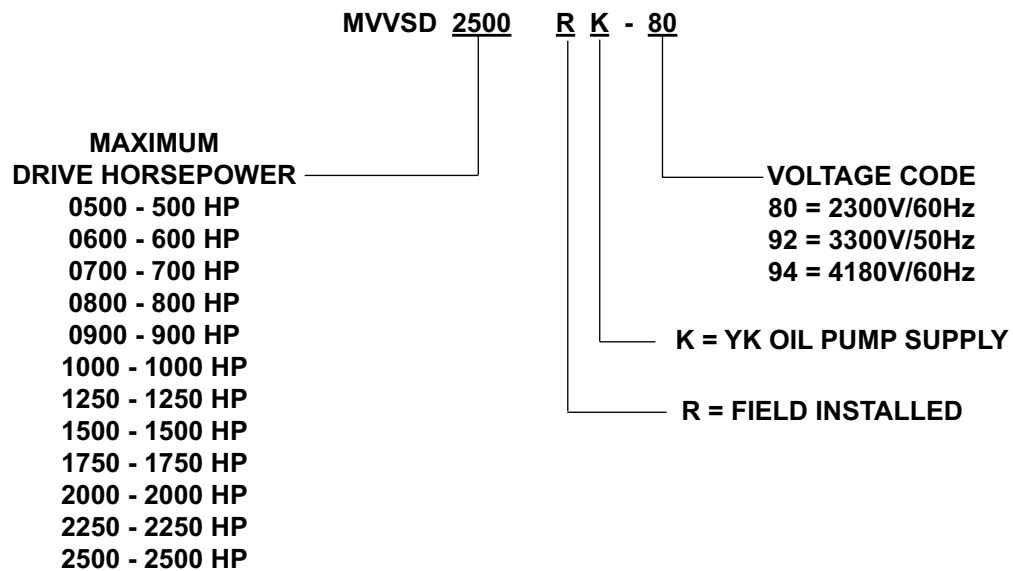 MVVSD 2500 R K - 80
MAXIMUM
DRIVE HORSEPOWER
0500 - 500 HP
0600 - 600 HP
0700 - 700 HP
0800 - 800 HP
0900 - 900 HP
1000 - 1000 HP
1250 - 1250 HP
1500 - 1500 HP
1750 - 1750 HP
2000 - 2000 HP
2250 - 2250 HP
2500 - 2500 HP
VOLTAGE CODE
80 = 2300V/60Hz
92 = 3300V/50Hz
94 = 4180V/60Hz
K = YK OIL PUMP SUPPLY
R = FIELD INSTALLED